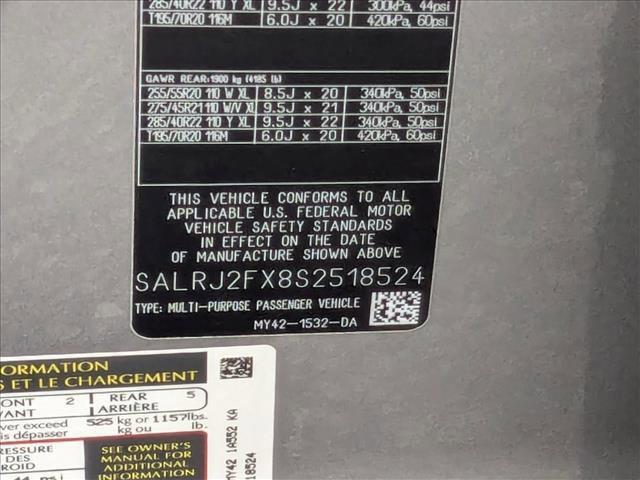 285/40R22 110 Y XL 9.5J x 22 300kPa, 44psi
T195/70R20 116M 6.0J x 20 420kPa, 60psi
GAWR REAR: 1900 kg (4185 lb)
255/55R20 110 W XL 8.5J x 20 340kPa, 50psi
275/45R21 110 W/V XL 9.5J x 21 340kPa, 50psi
285/40R22 110 Y XL 9.5J x 22 340kPa, 50psi
T195/70R20 116M 6.0J x 20 420kPa, 60psi
THIS VEHICLE CONFORMS TO ALL
APPLICABLE U.S. FEDERAL MOTOR
VEHICLE SAFETY STANDARDS
IN EFFECT ON THE DATE
OF MANUFACTURE SHOWN ABOVE
SALRJ2FX8S2518524
TYPE: MULTI-PURPOSE PASSENGER VEHICLE
MY42-1532-DA
FORMATION
S ET LE CHARGEMENT
ONT 2 REAR 5
VANT ARRIÈRE
ver exceed 525 kg or 1157lbs.
is dépasser kg ou lb.
RESSURE
DES
ROID
SEE OWNER'S
MANUAL FOR
ADDITIONAL
INFORMATION
MY42 1A552 KA
18524